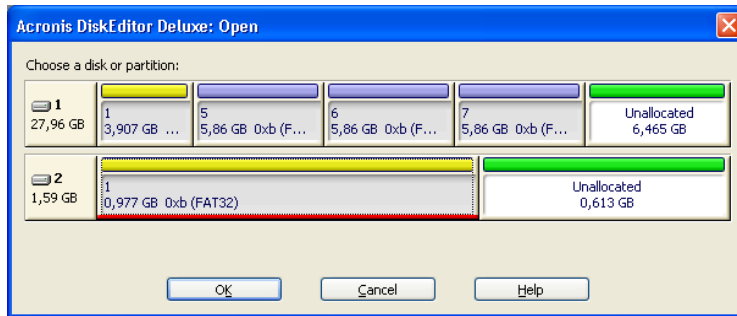 Acronis DiskEditor Deluxe: Open
Choose a disk or partition:
1
27,96 GB
1
3,907 GB ...
5
5,86 GB 0xb (F...
6
5,86 GB 0xb (F...
7
5,86 GB 0xb (F...
Unallocated
6,465 GB
2
1,59 GB
1
0,977 GB 0xb (FAT32)
Unallocated
0,613 GB
OK
Cancel
Help